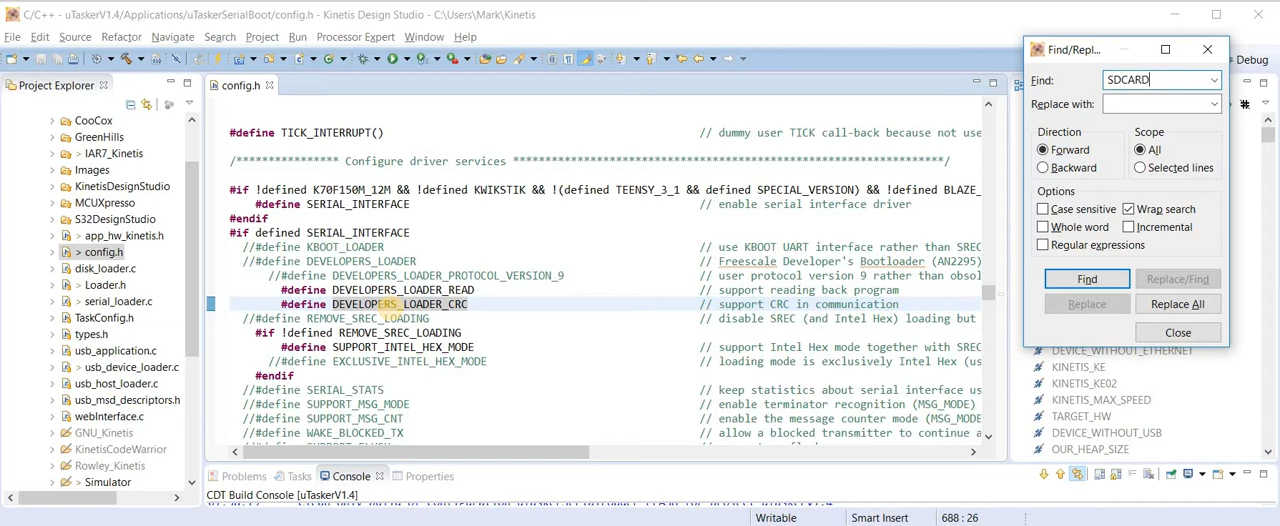 C/C++ - uTaskerV1.4/Applications/uTaskerSerialBoot/config.h - Kinetis Design Studio - C:\Users\Mark\Kinetis
File Edit Source Refactor Navigate Search Project Run Processor Expert Window Help
Debug
Project Explorer
CooCox
GreenHills
> IAR7_Kinetis
Images
KinetisDesignStudio
MCUXpresso
S32DesignStudio
> app_hw_kinetis.h
> config.h
disk_loader.c
> Loader.h
> serial_loader.c
TaskConfig.h
types.h
usb_application.c
> usb_device_loader.c
usb_host_loader.c
usb_msd_descriptors.h
webInterface.c
GNU_Kinetis
KinetisCodeWarrior
Rowley_Kinetis
> Simulator
config.h
#define TICK_INTERRUPT() // dummy user TICK call-back because not use
/**************** Configure driver services *****************************************************************/
#if !defined K70F150M_12M && !defined KWIKSTIK && !(defined TEENSY_3_1 && defined SPECIAL_VERSION) && !defined BLAZE_
#define SERIAL_INTERFACE // enable serial interface driver
#endif
#if defined SERIAL_INTERFACE
//#define KBOOT_LOADER // use KBOOT UART interface rather than SREC
//#define DEVELOPERS_LOADER // Freescale Developer's Bootloader (AN2295)
//#define DEVELOPERS_LOADER_PROTOCOL_VERSION_9 // user protocol version 9 rather than obsol
#define DEVELOPERS_LOADER_READ // support reading back program
#define DEVELOPERS_LOADER_CRC // support CRC in communication
//#define REMOVE_SREC_LOADING // disable SREC (and Intel Hex) loading but
#if !defined REMOVE_SREC_LOADING
#define SUPPORT_INTEL_HEX_MODE // support Intel Hex mode together with SREC
//#define EXCLUSIVE_INTEL_HEX_MODE // loading mode is exclusively Intel Hex (us
#endif
//#define SERIAL_STATS // keep statistics about serial interface us
//#define SUPPORT_MSG_MODE // enable terminator recognition (MSG_MODE)
//#define SUPPORT_MSG_CNT // enable the message counter mode (MSG_MODE
//#define WAKE_BLOCKED_TX // allow a blocked transmitter to continue a
Find/Repl...
Find: SDCARD
Replace with:
Direction
Scope
Forward
All
Backward
Selected lines
Options
Case sensitive
Wrap search
Whole word
Incremental
Regular expressions
Find
Replace/Find
Replace
Replace All
Close
DEVICE_WITHOUT_ETHERNET
KINETIS_KE
KINETIS_KE02
KINETIS_MAX_SPEED
TARGET_HW
DEVICE_WITHOUT_USB
OUR_HEAP_SIZE
Problems Tasks Console Properties
CDT Build Console [uTaskerV1.4]
Writable Smart Insert 688 : 26